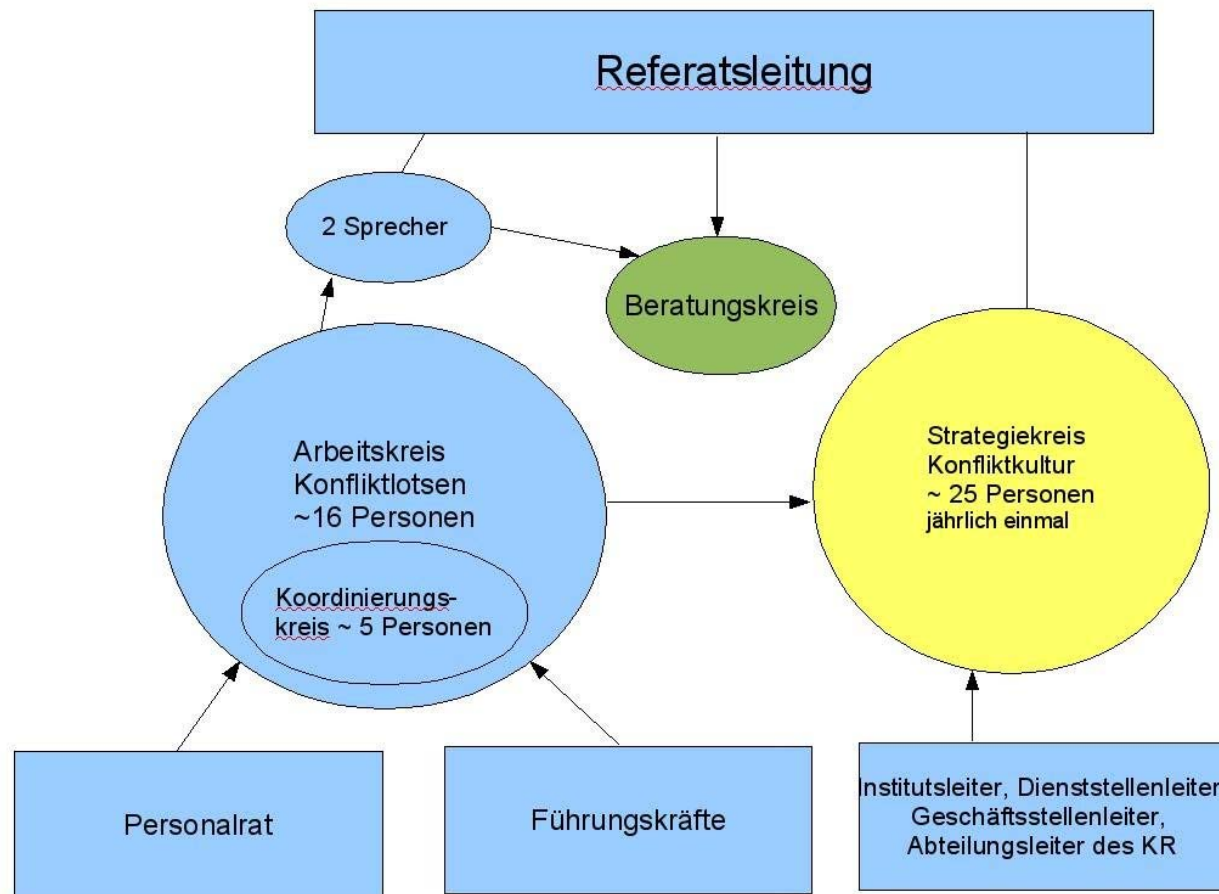 Referatsleitung
2 Sprecher
Beratungskreis
Arbeitskreis
Konfliktlotsen
~16 Personen
Koordinierungs-
kreis ~ 5 Personen
Strategiekreis
Konfliktkultur
~ 25 Personen
jährlich einmal
Personalrat
Führungskräfte
Institutsleiter, Dienststellenleiter
Geschäftsstellenleiter,
Abteilungsleiter des KR